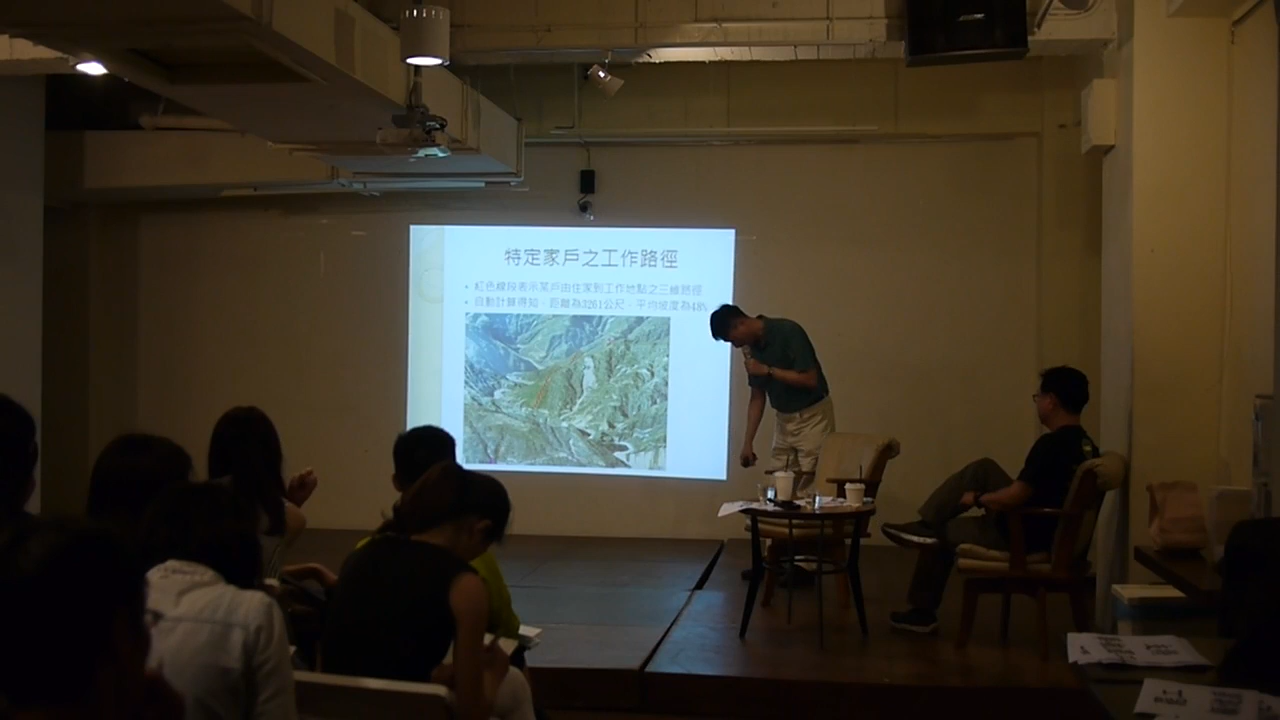 特定家戶之工作路徑
• 紅色線段表示某戶由住家到工作地點之三維路徑
• 自動計算得知，距離為3261公尺，平均坡度為48%